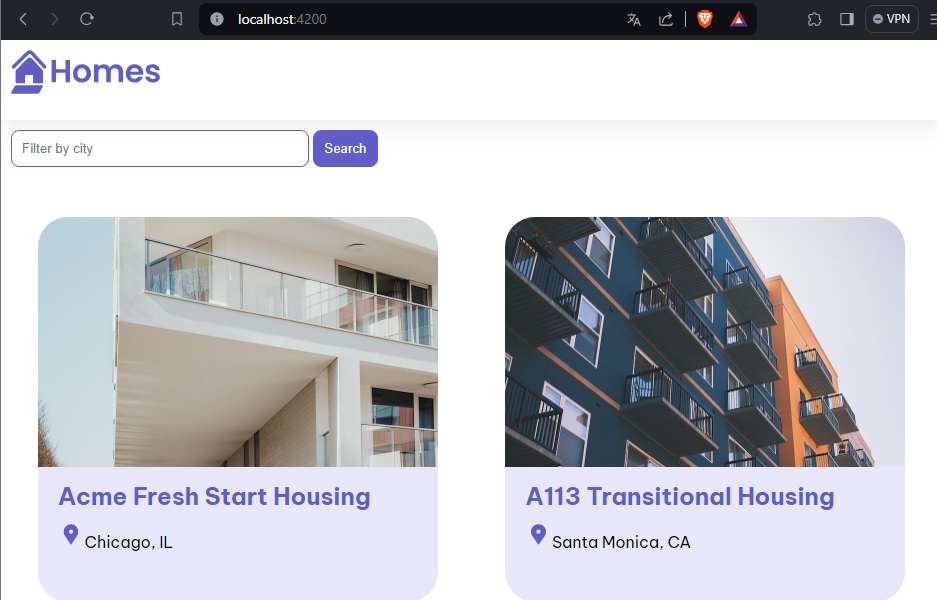 localhost:4200
VPN
Homes
Filter by city
Search
Acme Fresh Start Housing
Chicago, IL
A113 Transitional Housing
Santa Monica, CA